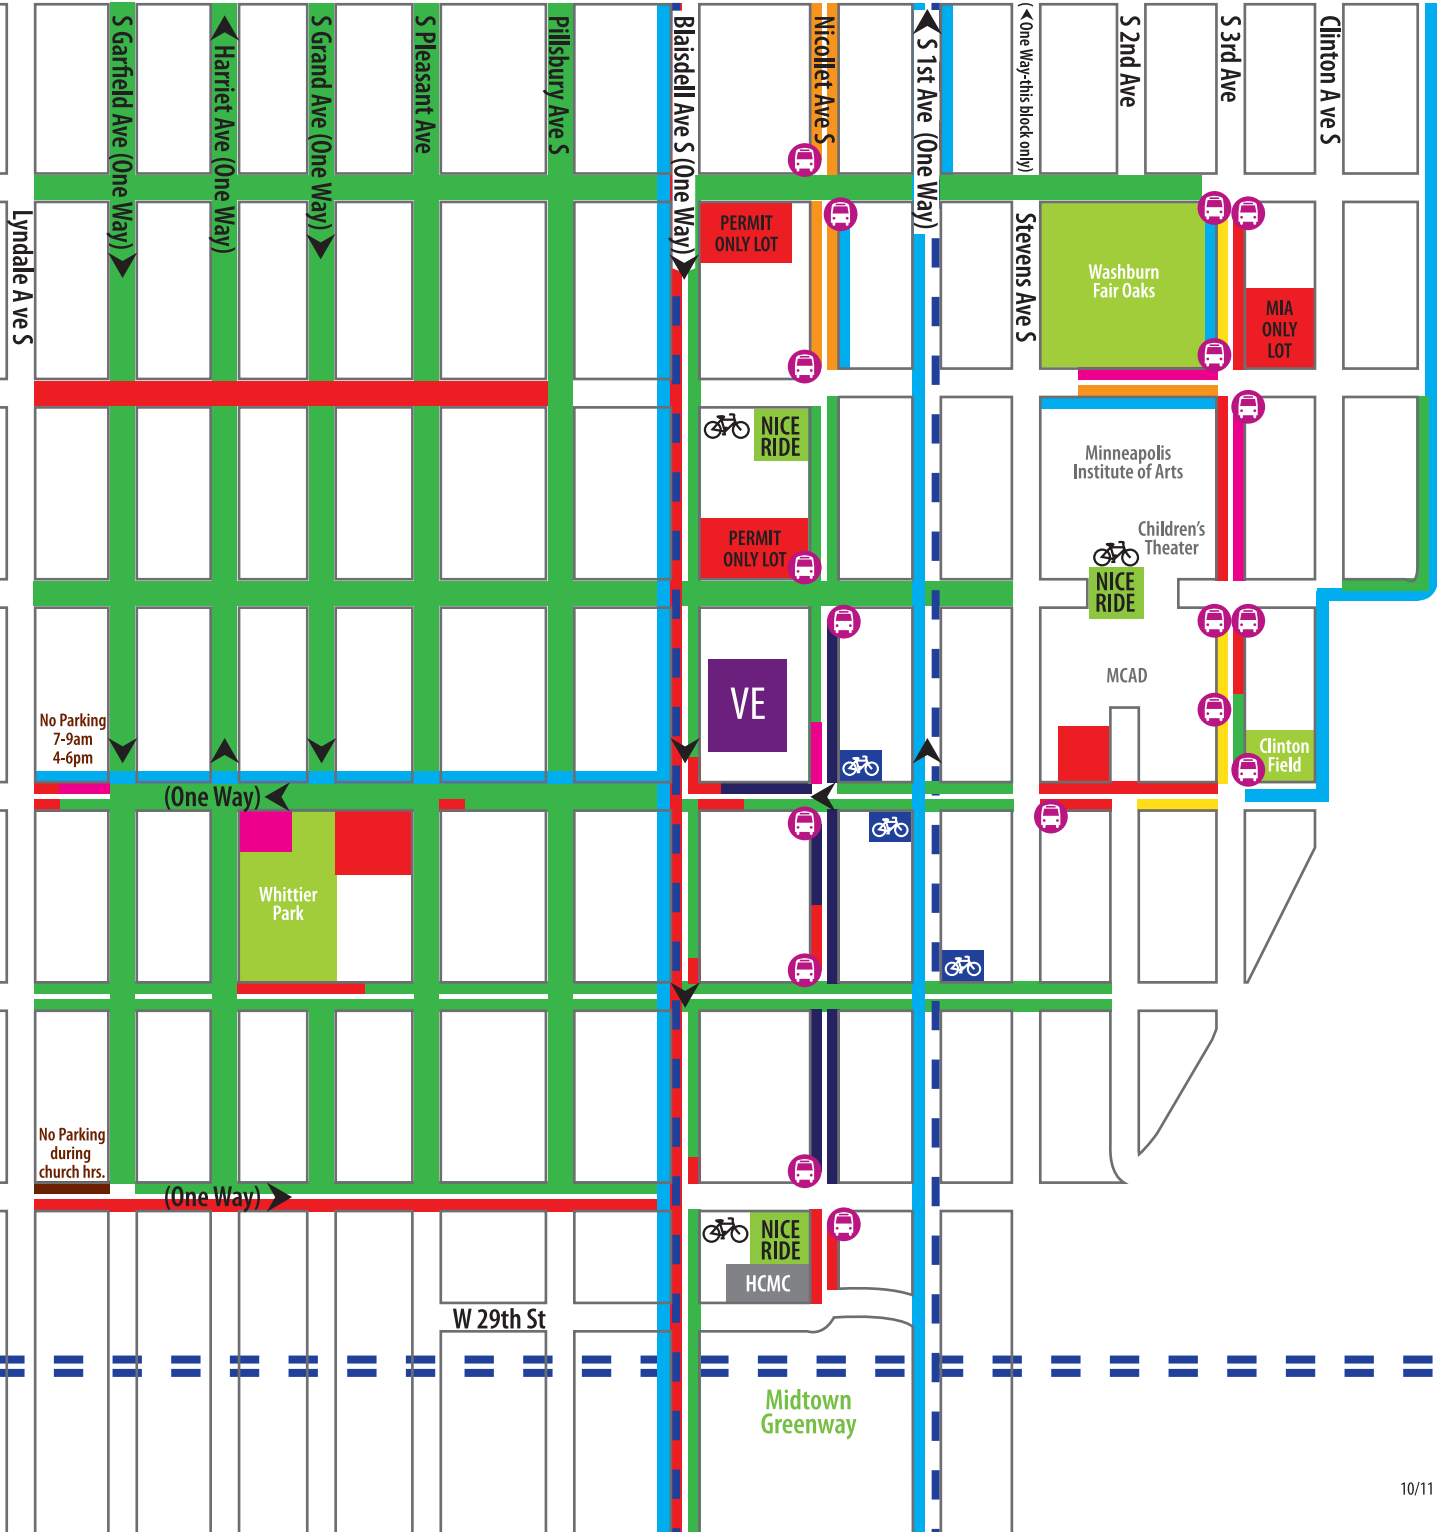 S Garfield Ave (One Way)
Harriet Ave (One Way)
S Grand Ave (One Way)
S Pleasant Ave
Pillsbury Ave S
Blaisdell Ave S (One Way)
Nicollet Ave S
S 1st Ave (One Way)
(One Way-this block only)
S 2nd Ave
S 3rd Ave
Clinton A ve S
Lyndale A ve S
Stevens Ave S
PERMIT
ONLY LOT
Washburn
Fair Oaks
MIA
ONLY
LOT
NICE
RIDE
Minneapolis
Institute of Arts
PERMIT
ONLY LOT
Children's
Theater
NICE
RIDE
VE
MCAD
No Parking
7-9am
4-6pm
Clinton
Field
(One Way)
Whittier
Park
No Parking
during
church hrs.
(One Way)
NICE
RIDE
HCMC
W 29th St
Midtown
Greenway
10/11